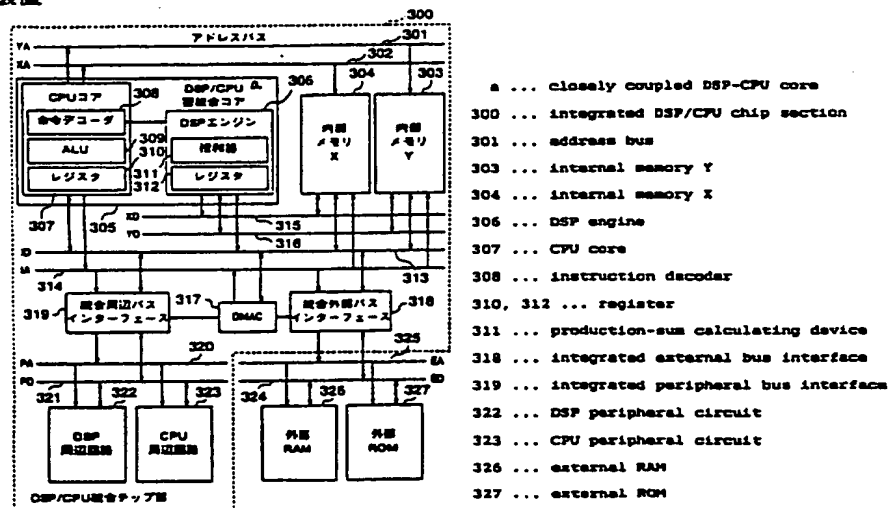 装置
300
アドレスバス
301
YA
XA
302
304
303
CPUコア
308
DSP/CPU
密結合コア
a
306
命令デコーダ
DSPエンジン
309
ALU
310
積和器
311
レジスタ
312
レジスタ
内部
メモリ
X
内部
メモリ
Y
307
305
XD
315
YD
316
ID
IA
313
314
317
統合周辺バス
インターフェース
319
DMAC
統合外部バス
インターフェース
318
320
325
PA
PD
EA
ED
321
322
323
324
326
327
DSP
周辺回路
CPU
周辺回路
外部
RAM
外部
ROM
DSP/CPU統合チップ部
a ... closely coupled DSP-CPU core
300 ... integrated DSP/CPU chip section
301 ... address bus
303 ... internal memory Y
304 ... internal memory X
306 ... DSP engine
307 ... CPU core
308 ... instruction decoder
310, 312 ... register
311 ... production-sum calculating device
318 ... integrated external bus interface
319 ... integrated peripheral bus interface
322 ... DSP peripheral circuit
323 ... CPU peripheral circuit
326 ... external RAM
327 ... external ROM